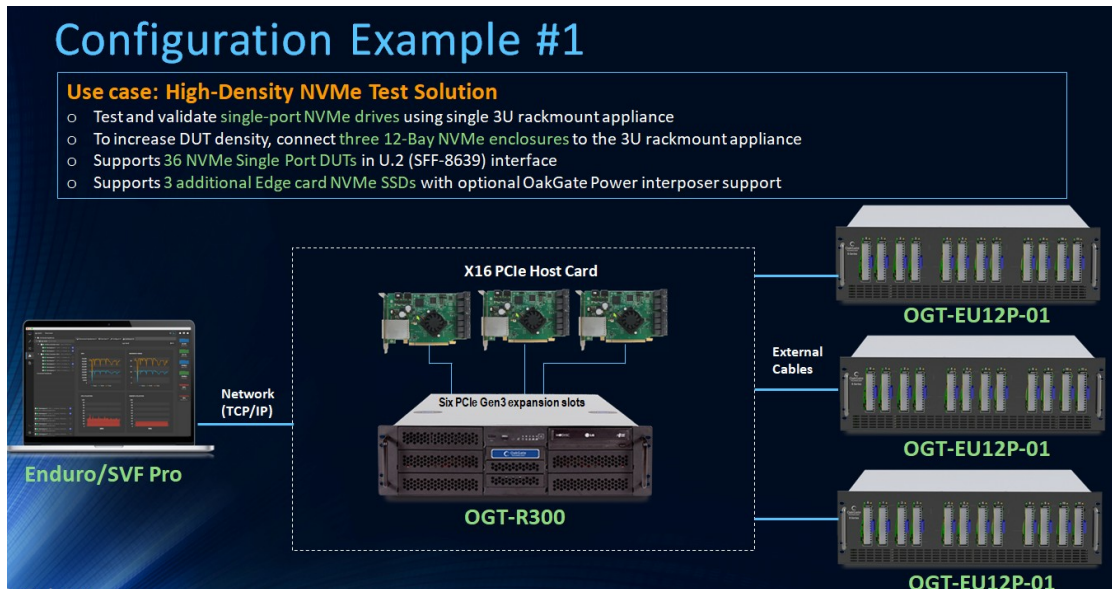 Configuration Example #1
Use case: High-Density NVMe Test Solution
o Test and validate single-port NVMe drives using single 3U rackmount appliance
o To increase DUT density, connect three 12-Bay NVMe enclosures to the 3U rackmount appliance
o Supports 36 NVMe Single Port DUTs in U.2 (SFF-8639) interface
o Supports 3 additional Edge card NVMe SSDs with optional OakGate Power interposer support
X16 PCIe Host Card
OGT-EU12P-01
External
Cables
Network
(TCP/IP)
Six PCIe Gen3 expansion slots
OGT-EU12P-01
Enduro/SVF Pro
OGT-R300
OGT-EU12P-01